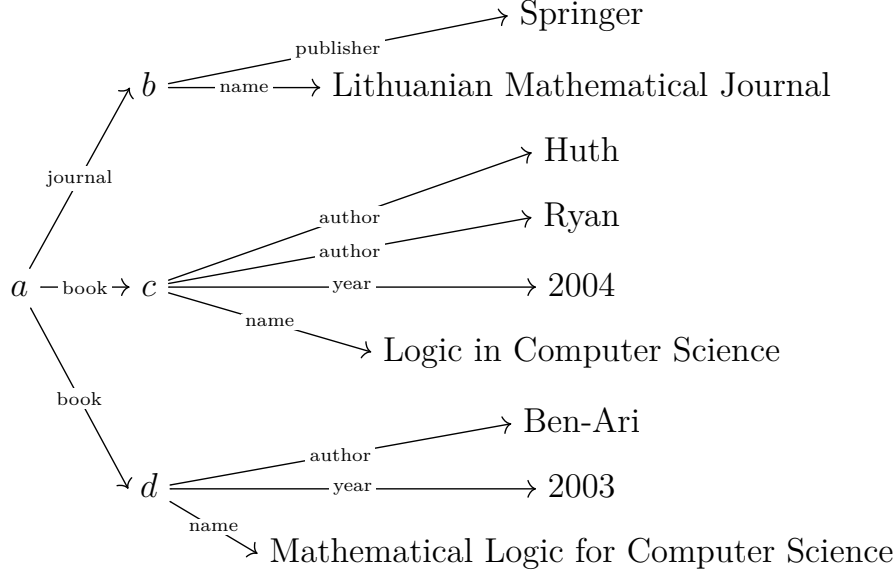 Springer
publisher
b
name
Lithuanian Mathematical Journal
Huth
journal
author
Ryan
author
a
book
c
year
2004
name
Logic in Computer Science
book
Ben-Ari
author
d
year
2003
name
Mathematical Logic for Computer Science